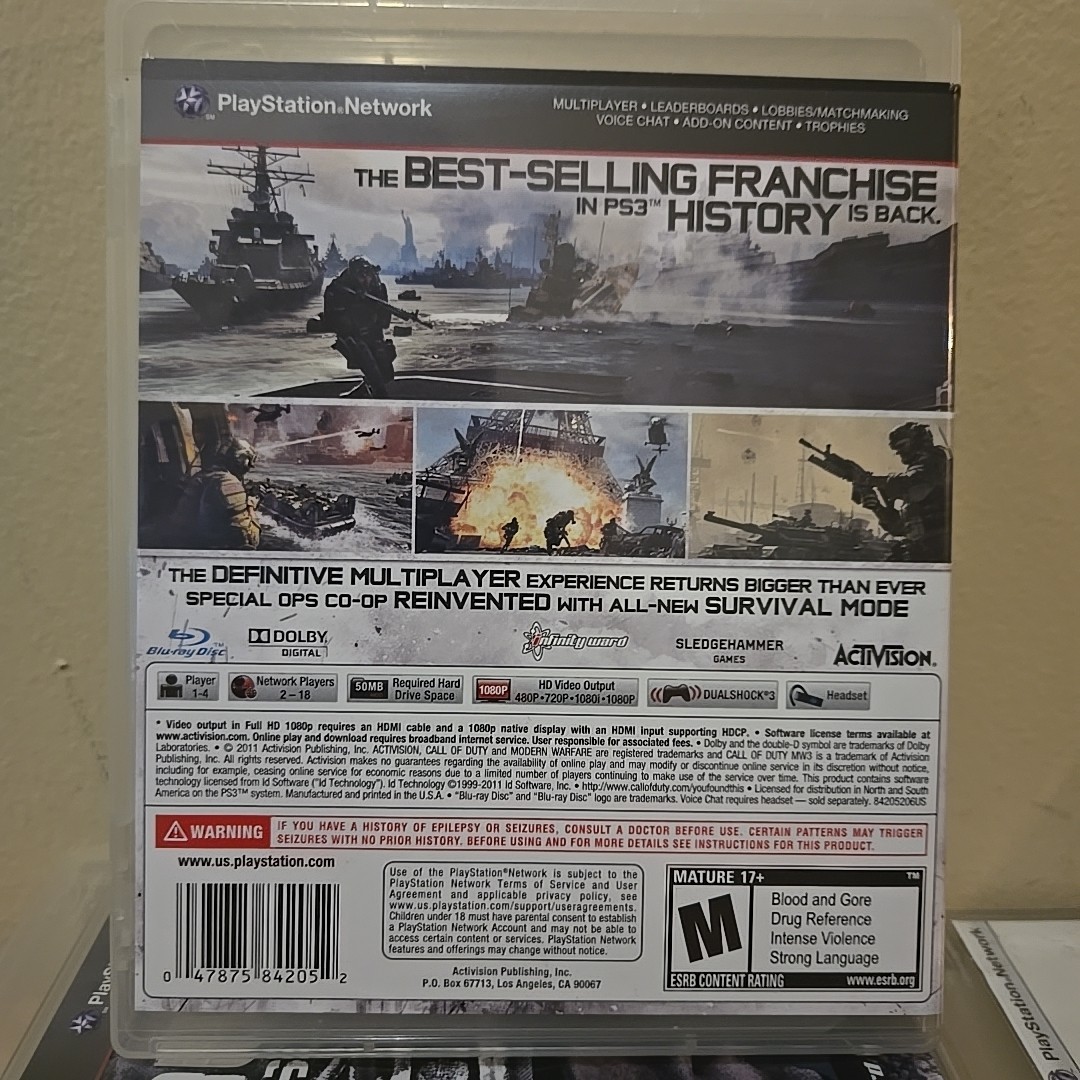 PlayStation®Network
MULTIPLAYER • LEADERBOARDS • LOBBIES/MATCHMAKING
VOICE CHAT • ADD-ON CONTENT • TROPHIES
THE BEST-SELLING FRANCHISE
IN PS3™ HISTORY IS BACK.
THE DEFINITIVE MULTIPLAYER EXPERIENCE RETURNS BIGGER THAN EVER
SPECIAL OPS CO-OP REINVENTED WITH ALL-NEW SURVIVAL MODE
Blu-ray Disc™
DOLBY
DIGITAL
infinity ward
SLEDGEHAMMER
GAMES
ACTIVISION®
Player
1-4
Network Players
2–18
50MB
Required Hard
Drive Space
1080P
HD Video Output
480P•720P•1080i•1080P
DUALSHOCK®3
Headset
* Video output in Full HD 1080p requires an HDMI cable and a 1080p native display with an HDMI input supporting HDCP. • Software license terms available at
www.activision.com. Online play and download requires broadband internet service. User responsible for associated fees. • Dolby and the double-D symbol are trademarks of Dolby
Laboratories. • © 2011 Activision Publishing, Inc. ACTIVISION, CALL OF DUTY and MODERN WARFARE are registered trademarks and CALL OF DUTY MW3 is a trademark of Activision
Publishing, Inc. All rights reserved. Activision makes no guarantees regarding the availability of online play and may modify or discontinue online service in its discretion without notice,
including for example, ceasing online service for economic reasons due to a limited number of players continuing to make use of the service over time. This product contains software
technology licensed from Id Software ("Id Technology"). Id Technology ©1999-2011 Id Software, Inc. • http://www.callofduty.com/youfoundthis • Licensed for distribution in North and South
America on the PS3™ system. Manufactured and printed in the U.S.A. • "Blu-ray Disc" and "Blu-ray Disc" logo are trademarks. Voice Chat requires headset — sold separately. 84205206US
WARNING
IF YOU HAVE A HISTORY OF EPILEPSY OR SEIZURES, CONSULT A DOCTOR BEFORE USE. CERTAIN PATTERNS MAY TRIGGER
SEIZURES WITH NO PRIOR HISTORY. BEFORE USING AND FOR MORE DETAILS SEE INSTRUCTIONS FOR THIS PRODUCT.
www.us.playstation.com
0 47875 84205 2
Use of the PlayStation®Network is subject to the
PlayStation Network Terms of Service and User
Agreement and applicable privacy policy, see
www.us.playstation.com/support/useragreements.
Children under 18 must have parental consent to establish
a PlayStation Network Account and may not be able to
access certain content or services. PlayStation Network
features and offerings may change without notice.
Activision Publishing, Inc.
P.O. Box 67713, Los Angeles, CA 90067
MATURE 17+
™
M
Blood and Gore
Drug Reference
Intense Violence
Strong Language
ESRB CONTENT RATING
www.esrb.org
PlayStation®Network